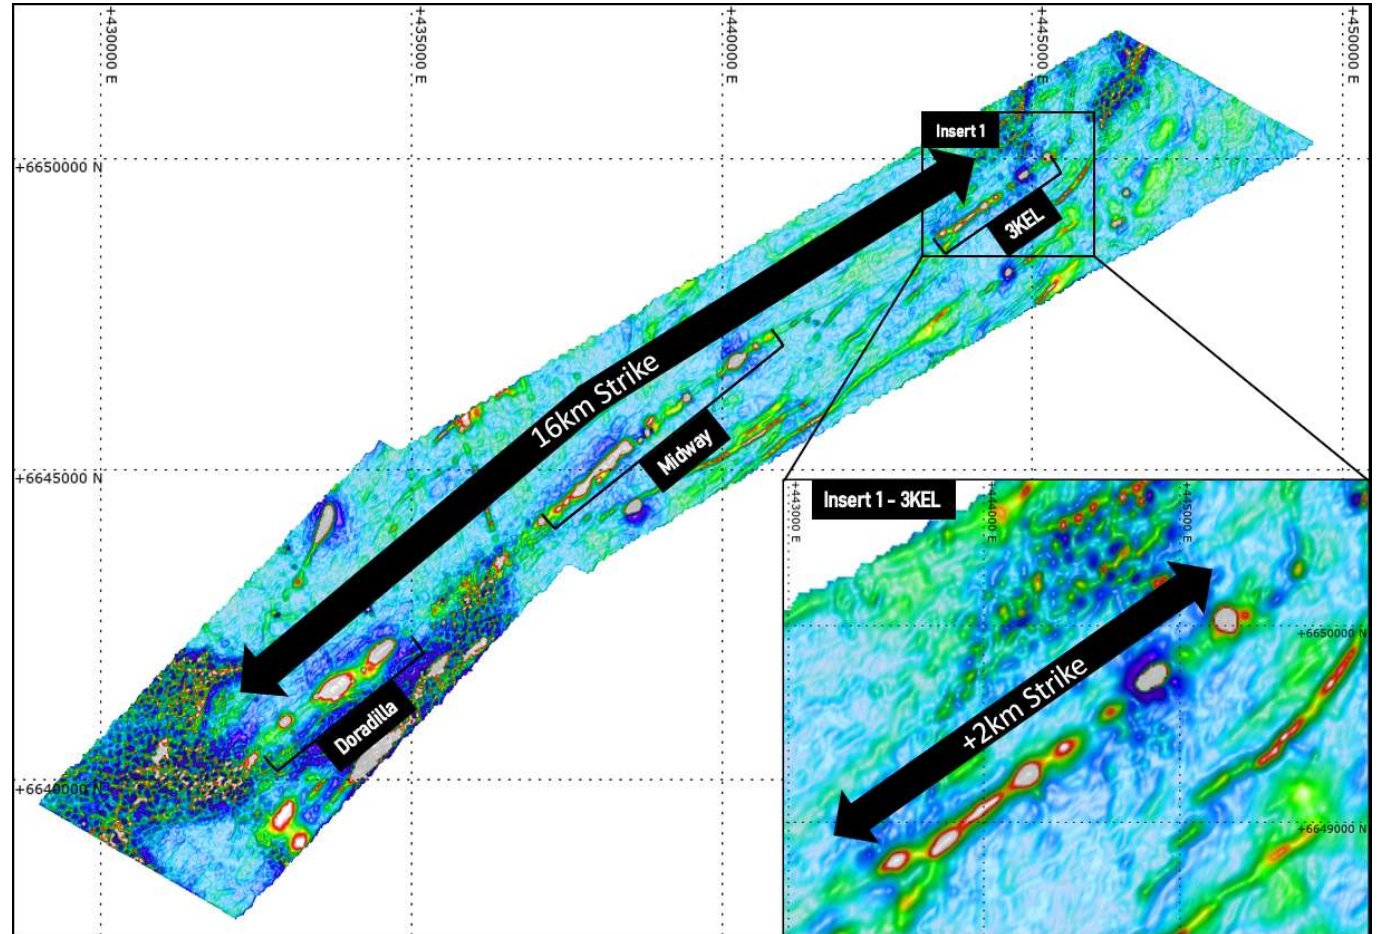 +430000 E
+435000 E
+440000 E
+445000 E
+450000 E
Insert 1
+6650000 N
3KEL
16km Strike
Midway
+6645000 N
Insert 1 - 3KEL
+443000 E
+444000 E
+445000 E
+6650000 N
+2km Strike
Doradilla
+6640000 N
+6649000 N